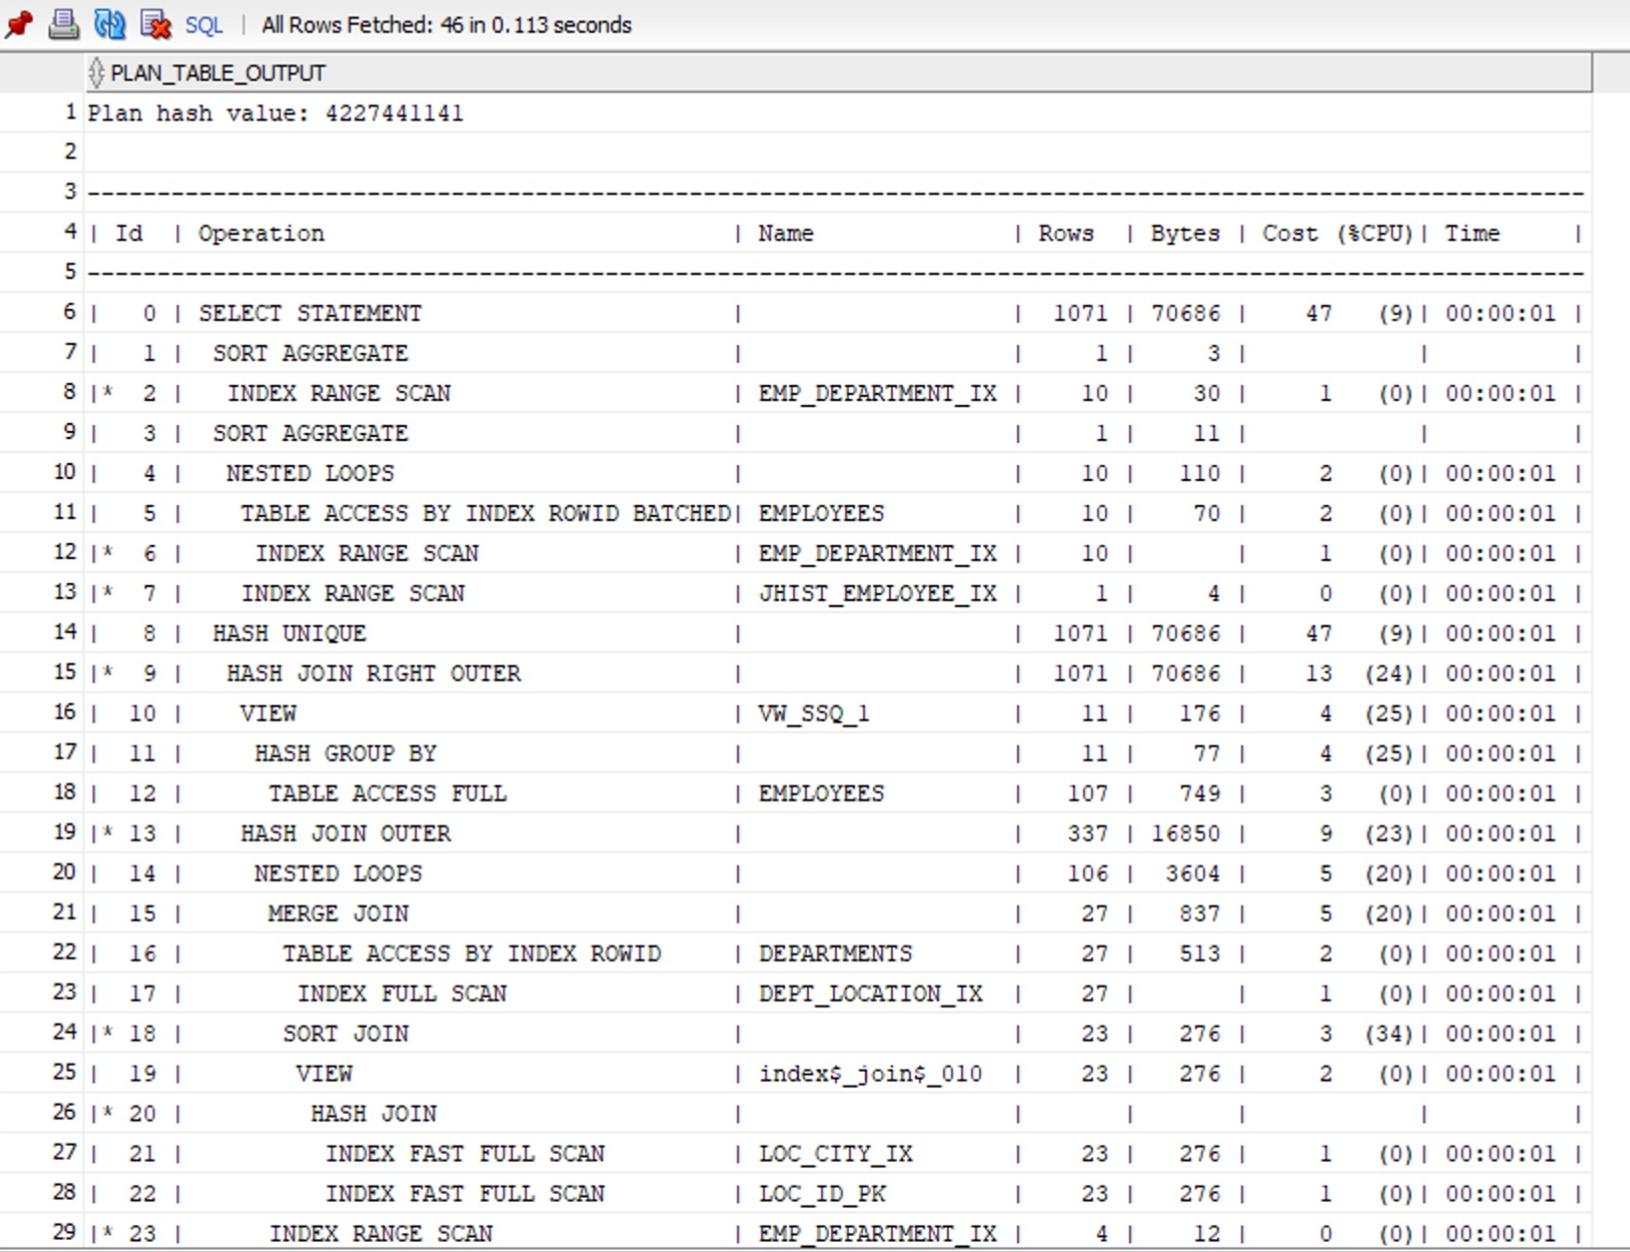 SQL | All Rows Fetched: 46 in 0.113 seconds
PLAN_TABLE_OUTPUT
1 Plan hash value: 4227441141
2
3 -----------------------------------------------------------------------------------------------------------
4 | Id  | Operation                              | Name              | Rows  | Bytes | Cost (%CPU)| Time     |
5 -----------------------------------------------------------------------------------------------------------
6 |   0 | SELECT STATEMENT                       |                   |  1071 | 70686 |    47   (9)| 00:00:01 |
7 |   1 |  SORT AGGREGATE                        |                   |     1 |     3 |            |          |
8 |*  2 |   INDEX RANGE SCAN                     | EMP_DEPARTMENT_IX |    10 |    30 |     1   (0)| 00:00:01 |
9 |   3 |  SORT AGGREGATE                        |                   |     1 |    11 |            |          |
10 |   4 |   NESTED LOOPS                         |                   |    10 |   110 |     2   (0)| 00:00:01 |
11 |   5 |    TABLE ACCESS BY INDEX ROWID BATCHED| EMPLOYEES         |    10 |    70 |     2   (0)| 00:00:01 |
12 |*  6 |     INDEX RANGE SCAN                   | EMP_DEPARTMENT_IX |    10 |       |     1   (0)| 00:00:01 |
13 |*  7 |    INDEX RANGE SCAN                    | JHIST_EMPLOYEE_IX |     1 |     4 |     0   (0)| 00:00:01 |
14 |   8 |  HASH UNIQUE                           |                   |  1071 | 70686 |    47   (9)| 00:00:01 |
15 |*  9 |   HASH JOIN RIGHT OUTER                |                   |  1071 | 70686 |    13  (24)| 00:00:01 |
16 |  10 |    VIEW                                | VW_SSQ_1          |    11 |   176 |     4  (25)| 00:00:01 |
17 |  11 |     HASH GROUP BY                      |                   |    11 |    77 |     4  (25)| 00:00:01 |
18 |  12 |      TABLE ACCESS FULL                 | EMPLOYEES         |   107 |   749 |     3   (0)| 00:00:01 |
19 |* 13 |    HASH JOIN OUTER                     |                   |   337 | 16850 |     9  (23)| 00:00:01 |
20 |  14 |     NESTED LOOPS                       |                   |   106 |  3604 |     5  (20)| 00:00:01 |
21 |  15 |      MERGE JOIN                        |                   |    27 |   837 |     5  (20)| 00:00:01 |
22 |  16 |       TABLE ACCESS BY INDEX ROWID      | DEPARTMENTS       |    27 |   513 |     2   (0)| 00:00:01 |
23 |  17 |        INDEX FULL SCAN                 | DEPT_LOCATION_IX  |    27 |       |     1   (0)| 00:00:01 |
24 |* 18 |       SORT JOIN                        |                   |    23 |   276 |     3  (34)| 00:00:01 |
25 |  19 |        VIEW                            | index$_join$_010  |    23 |   276 |     2   (0)| 00:00:01 |
26 |* 20 |         HASH JOIN                      |                   |       |       |            |          |
27 |  21 |          INDEX FAST FULL SCAN          | LOC_CITY_IX       |    23 |   276 |     1   (0)| 00:00:01 |
28 |  22 |          INDEX FAST FULL SCAN          | LOC_ID_PK         |    23 |   276 |     1   (0)| 00:00:01 |
29 |* 23 |      INDEX RANGE SCAN                  | EMP_DEPARTMENT_IX |     4 |    12 |     0   (0)| 00:00:01 |